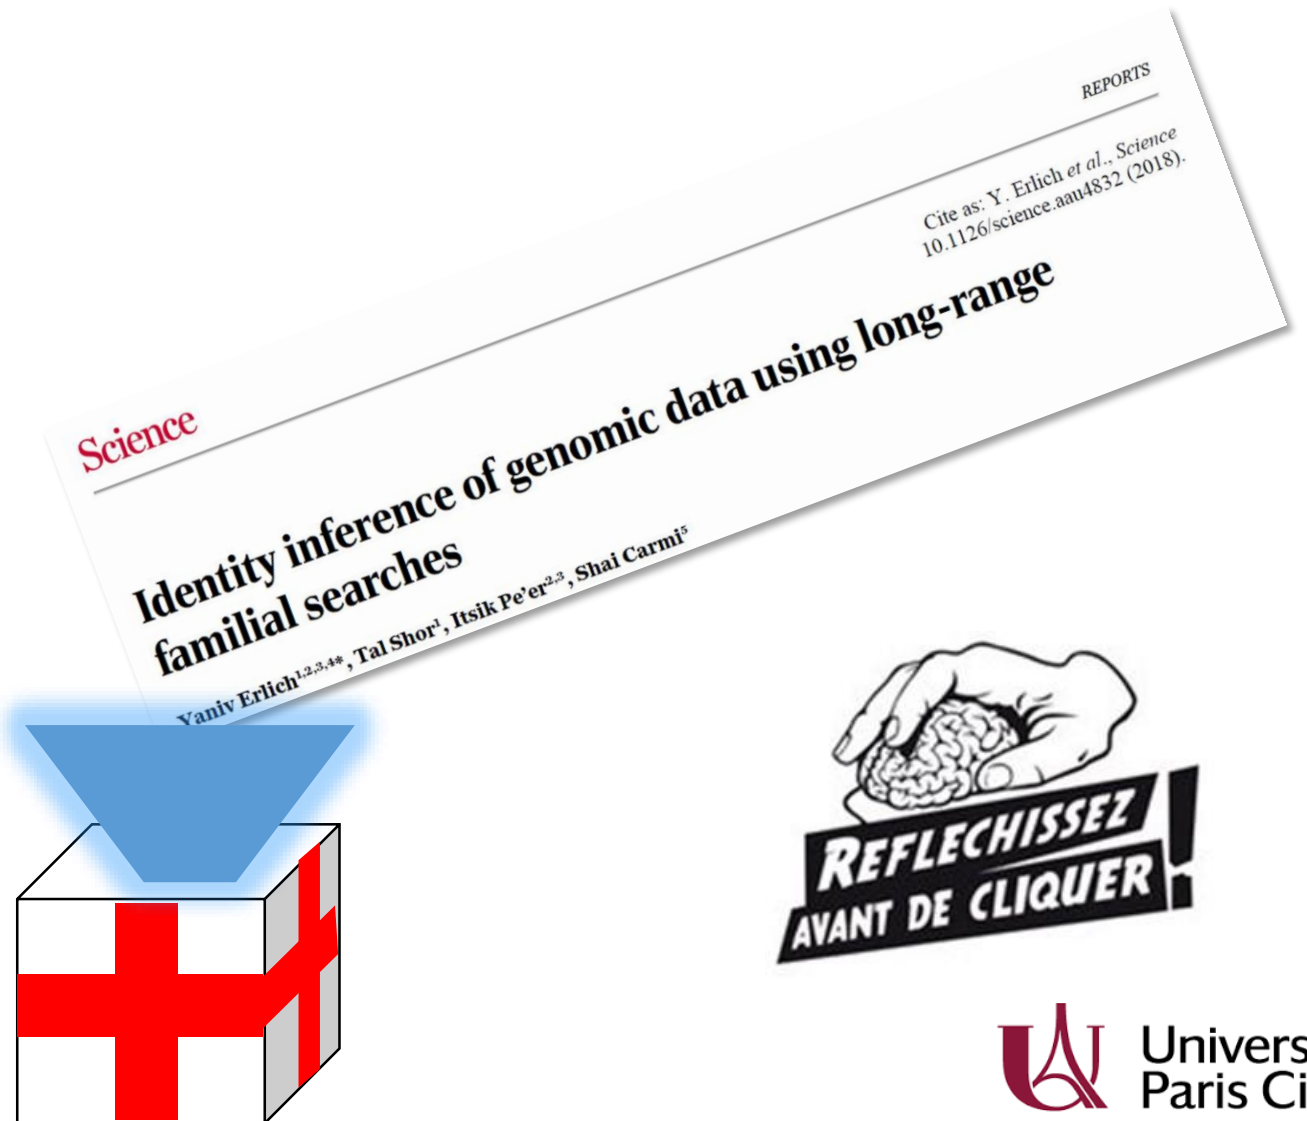 REPORTS
Cite as: Y. Erlich et al., Science
10.1126/science.aau4832 (2018).
Science
Identity inference of genomic data using long-range
familial searches
Yaniv Erlich1,2,3,4*, Tal Shor1, Itsik Pe’er2,3, Shai Carmi5
REFLECHISSEZ
AVANT DE CLIQUER !
Univers
Paris Ci